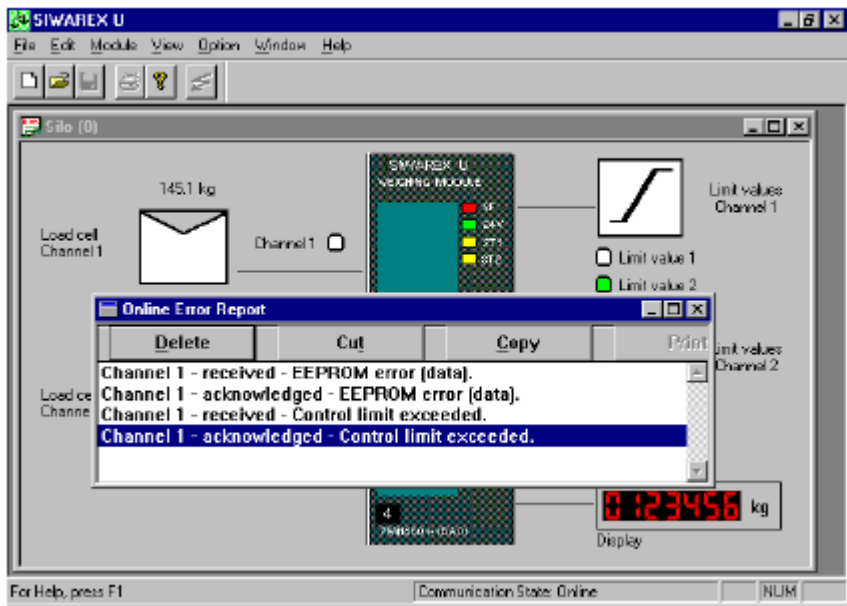 SIWAREX U
File Edit Module View Option Window Help
Silo (0)
SIWAREX U
WEIGHING MODULE
145.1 kg
SF
24V
ST1
ST2
Limit values
Channel 1
Load cell
Channel 1
Channel 1
Limit value 1
Limit value 2
Online Error Report
Delete Cut Copy Print
Channel 1 - received - EEPROM error (data).
Channel 1 - acknowledged - EEPROM error (data).
Channel 1 - received - Control limit exceeded.
Channel 1 - acknowledged - Control limit exceeded.
Load ce
Channe
imit values
Channel 2
4
0123456 kg
Display
For Help, press F1
Communication State: Online
NUM